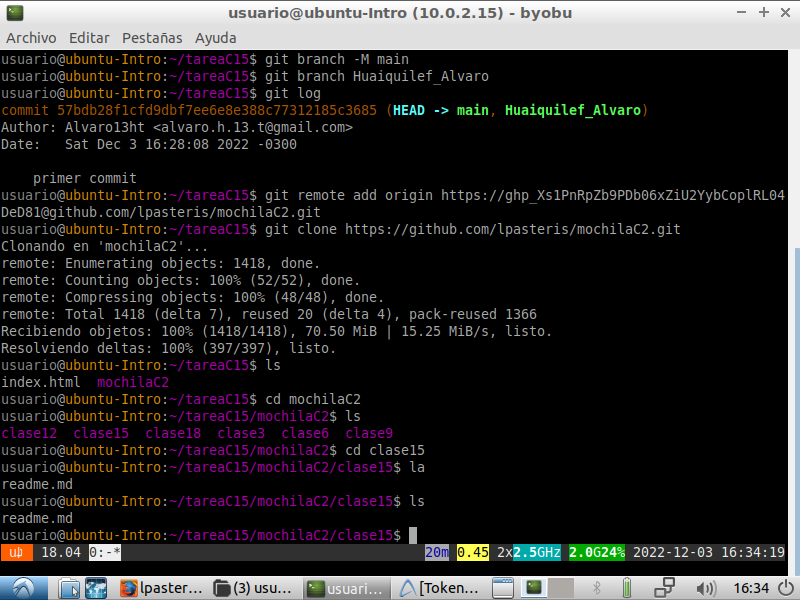 usuario@ubuntu-Intro (10.0.2.15) - byobu
Archivo Editar Pestañas Ayuda
usuario@ubuntu-Intro:~/tareaC15$ git branch -M main
usuario@ubuntu-Intro:~/tareaC15$ git branch Huaiquilef_Alvaro
usuario@ubuntu-Intro:~/tareaC15$ git log
commit 57bdb28f1cfd9dbf7ee6e8e388c77312185c3685 (HEAD -> main, Huaiquilef_Alvaro)
Author: Alvaro13ht <alvaro.h.13.t@gmail.com>
Date:   Sat Dec 3 16:28:08 2022 -0300
    primer commit
usuario@ubuntu-Intro:~/tareaC15$ git remote add origin https://ghp_Xs1PnRpZb9PDb06xZiU2YybCoplRL04
DeD81@github.com/lpasteris/mochilaC2.git
usuario@ubuntu-Intro:~/tareaC15$ git clone https://github.com/lpasteris/mochilaC2.git
Clonando en 'mochilaC2'...
remote: Enumerating objects: 1418, done.
remote: Counting objects: 100% (52/52), done.
remote: Compressing objects: 100% (48/48), done.
remote: Total 1418 (delta 7), reused 20 (delta 4), pack-reused 1366
Recibiendo objetos: 100% (1418/1418), 70.50 MiB | 15.25 MiB/s, listo.
Resolviendo deltas: 100% (397/397), listo.
usuario@ubuntu-Intro:~/tareaC15$ ls
index.html  mochilaC2
usuario@ubuntu-Intro:~/tareaC15$ cd mochilaC2
usuario@ubuntu-Intro:~/tareaC15/mochilaC2$ ls
clase12  clase15  clase18  clase3  clase6  clase9
usuario@ubuntu-Intro:~/tareaC15/mochilaC2$ cd clase15
usuario@ubuntu-Intro:~/tareaC15/mochilaC2/clase15$ la
readme.md
usuario@ubuntu-Intro:~/tareaC15/mochilaC2/clase15$ ls
readme.md
usuario@ubuntu-Intro:~/tareaC15/mochilaC2/clase15$
18.04 0:-* 20m 0.45 2x2.5GHz 2.0G24% 2022-12-03 16:34:19
lpaster... (3) usu... usuari... [Token... 16:34